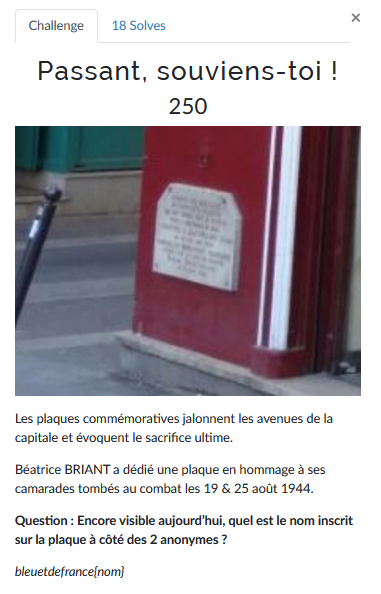 Challenge
18 Solves
×
Passant, souviens-toi !
250
Les plaques commémoratives jalonnent les avenues de la
capitale et évoquent le sacrifice ultime.
Béatrice BRIANT a dédié une plaque en hommage à ses
camarades tombés au combat les 19 & 25 août 1944.
Question : Encore visible aujourd'hui, quel est le nom inscrit
sur la plaque à côté des 2 anonymes ?
bleuetdefrance{nom}